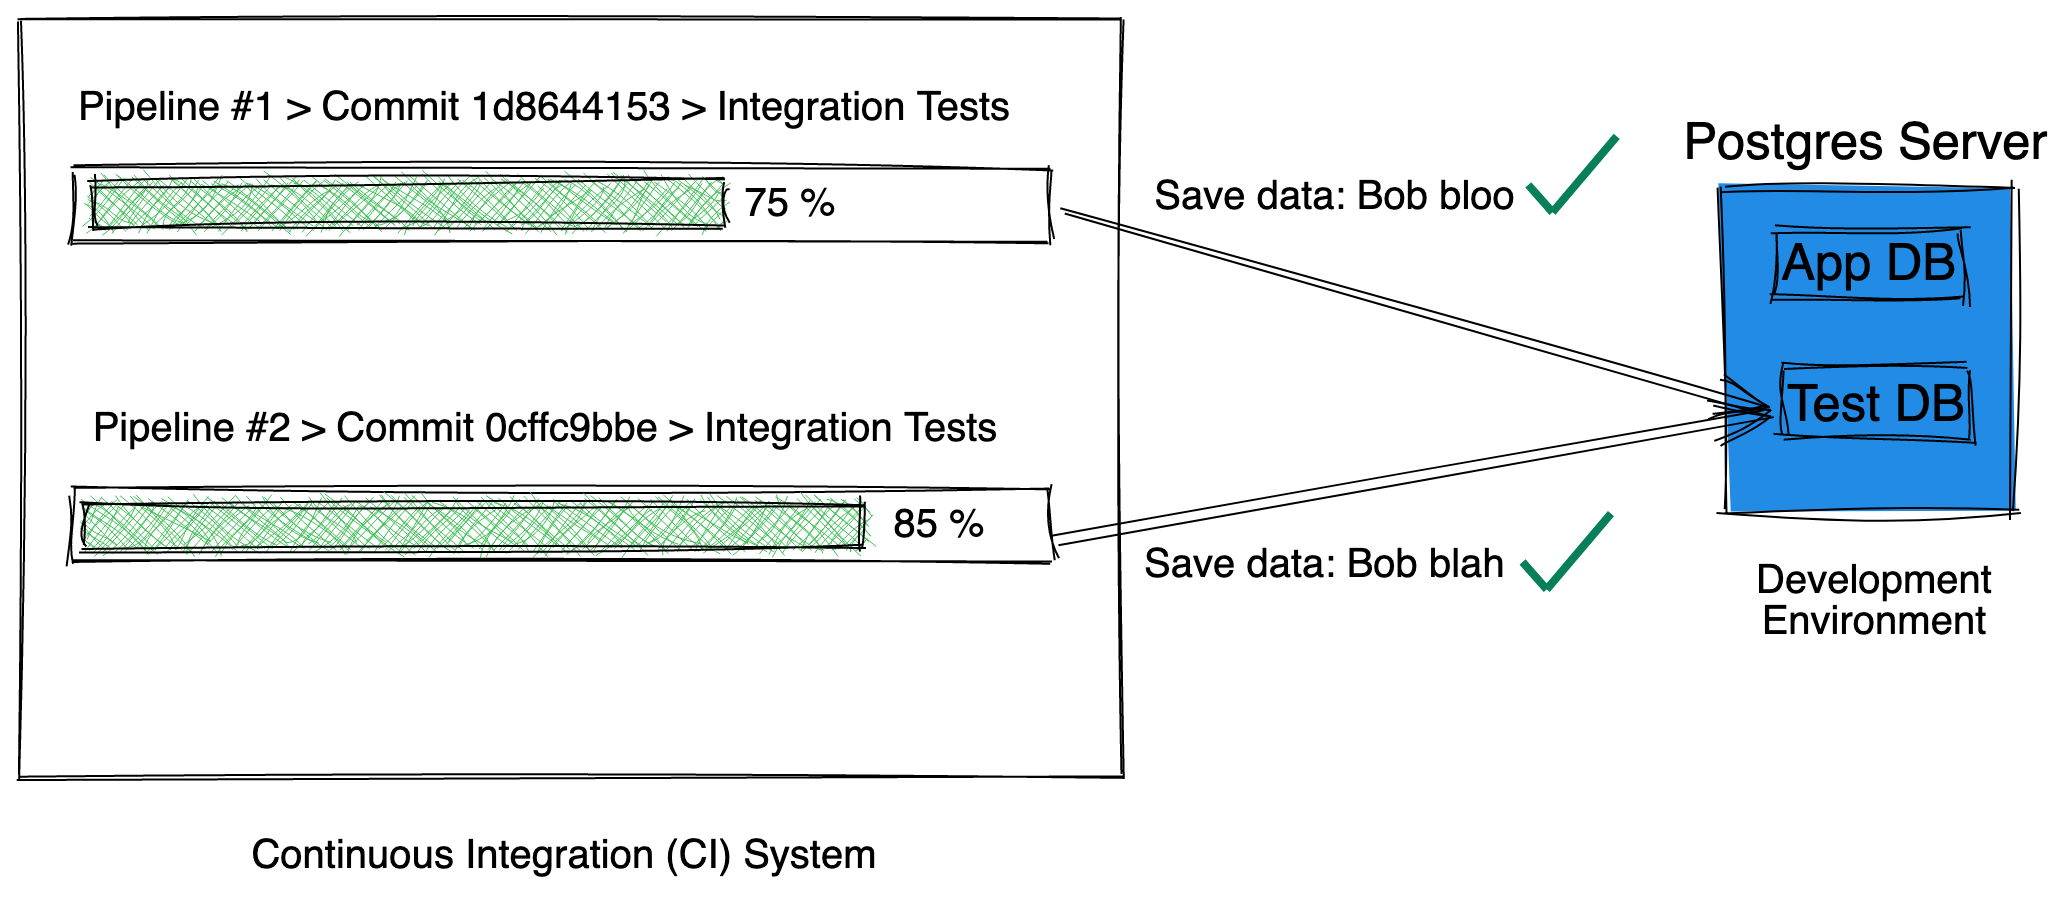 Pipeline #1 > Commit 1d8644153 > Integration Tests
75 %
Save data: Bob bloo
Postgres Server
App DB
Test DB
Pipeline #2 > Commit 0cffc9bbe > Integration Tests
85 %
Save data: Bob blah
Development
Environment
Continuous Integration (CI) System